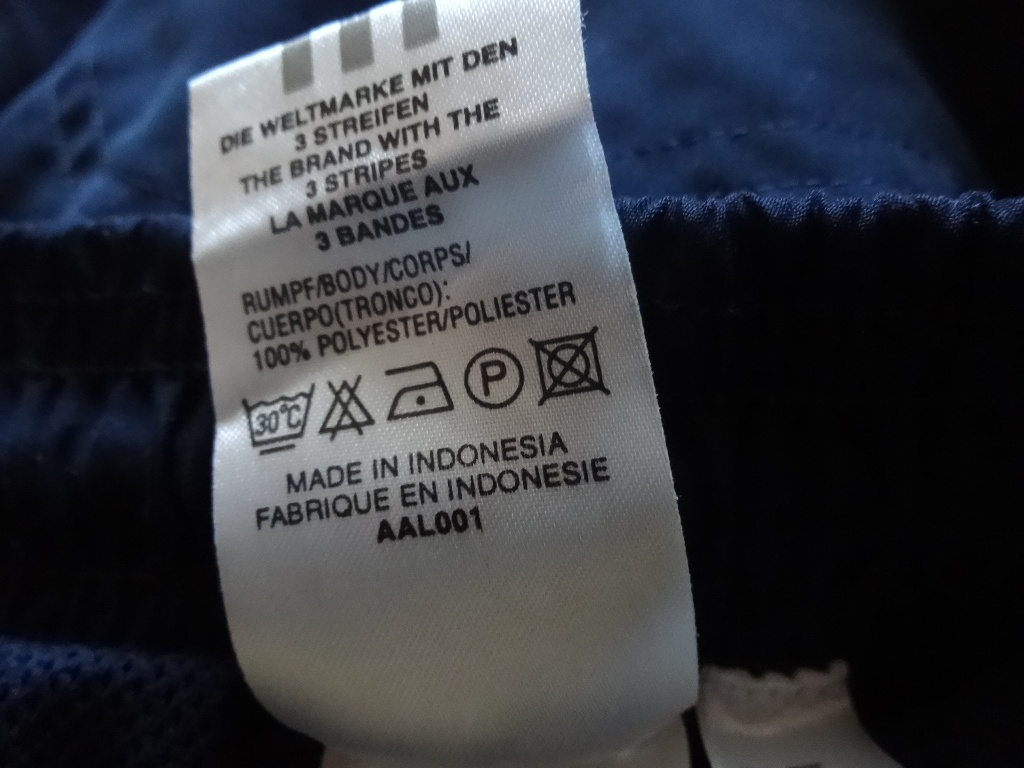 DIE WELTMARKE MIT DEN
3 STREIFEN
THE BRAND WITH THE
3 STRIPES
LA MARQUE AUX
3 BANDES
RUMPF/BODY/CORPS/
CUERPO(TRONCO):
100% POLYESTER/POLIESTER
30°C P
MADE IN INDONESIA
FABRIQUE EN INDONESIE
AAL001